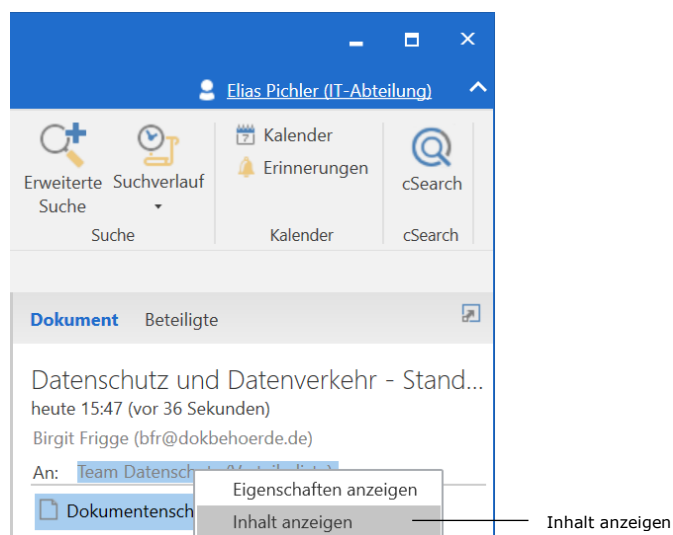 Elias Pichler (IT-Abteilung)
Erweiterte Suche
Suchverlauf
Kalender
Erinnerungen
cSearch
Suche
Kalender
cSearch
Dokument Beteiligte
Datenschutz und Datenverkehr - Stand...
heute 15:47 (vor 36 Sekunden)
Birgit Frigge (bfr@dokbehoerde.de)
An: Team Datensch
Eigenschaften anzeigen
Dokumentensch
Inhalt anzeigen
Inhalt anzeigen